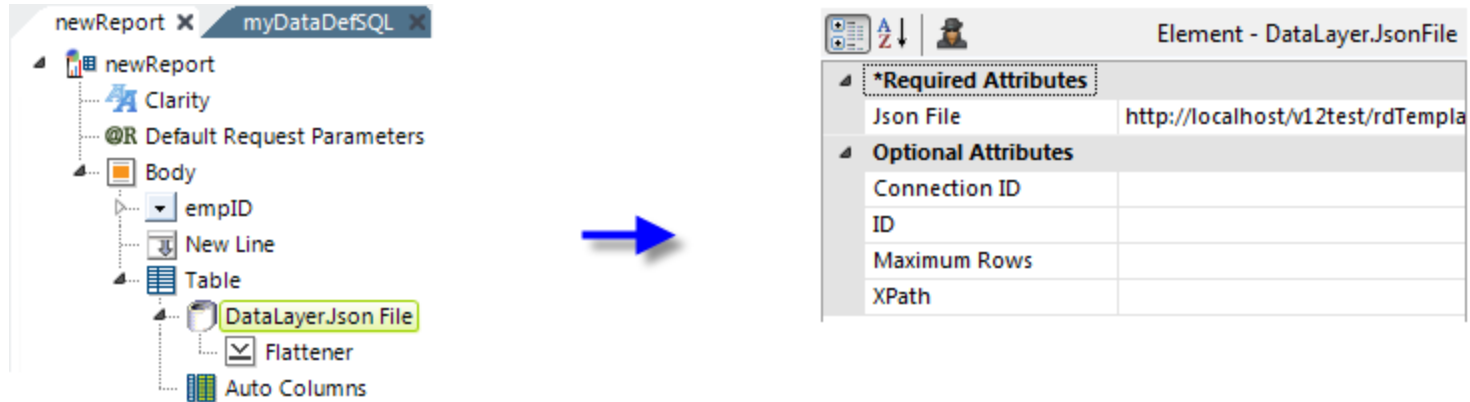 newReport
myDataDefSQL
newReport
Clarity
@R Default Request Parameters
Body
empID
New Line
Table
DataLayer.Json File
Flattener
Auto Columns
A
Z
Element - DataLayer.JsonFile
*Required Attributes
Json File http://localhost/v12test/rdTempla
Optional Attributes
Connection ID
ID
Maximum Rows
XPath